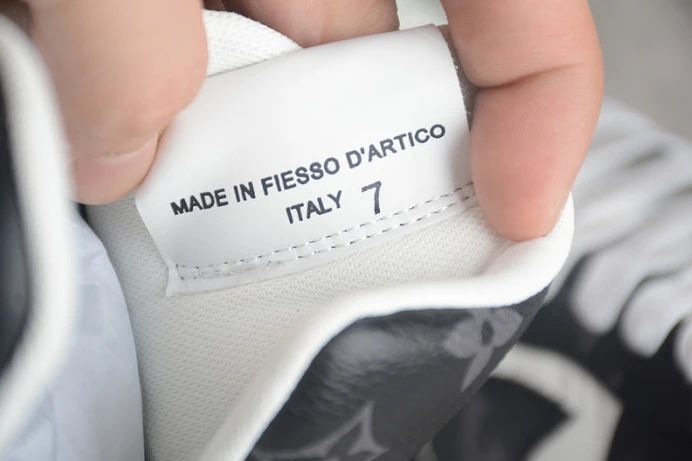 MADE IN FIESSO D'ARTICO
ITALY 7